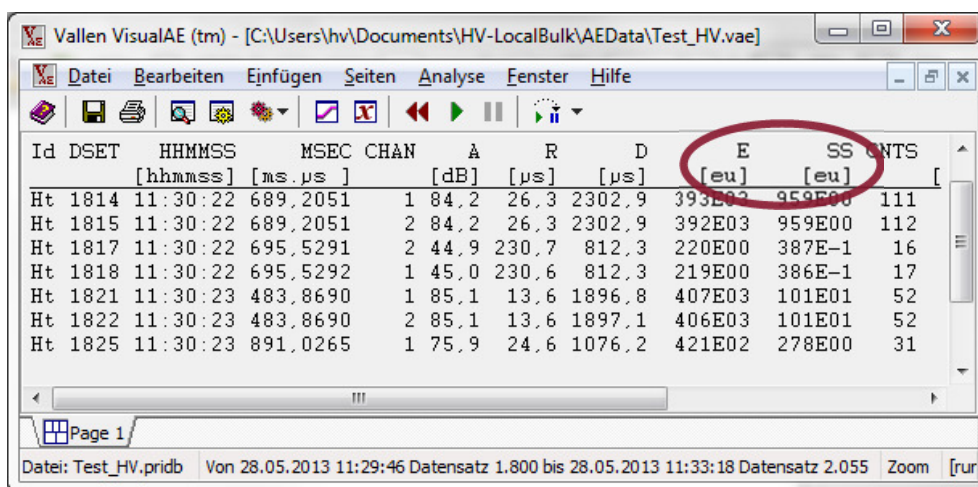 Vallen VisualAE (tm) - [C:\Users\hv\Documents\HV-LocalBulk\AEData\Test_HV.vae]
Datei Bearbeiten Einfügen Seiten Analyse Fenster Hilfe
Id DSET HHMMSS MSEC CHAN A R D E SS CNTS
[hhmmss] [ms.µs ] [dB] [µs] [µs] [eu] [eu] [
Ht 1814 11:30:22 689,2051 1 84,2 26,3 2302,9 393E03 959E00 111
Ht 1815 11:30:22 689,2051 2 84,2 26,3 2302,9 392E03 959E00 112
Ht 1817 11:30:22 695,5291 2 44,9 230,7 812,3 220E00 387E-1 16
Ht 1818 11:30:22 695,5292 1 45,0 230,6 812,3 219E00 386E-1 17
Ht 1821 11:30:23 483,8690 1 85,1 13,6 1896,8 407E03 101E01 52
Ht 1822 11:30:23 483,8690 2 85,1 13,6 1897,1 406E03 101E01 52
Ht 1825 11:30:23 891,0265 1 75,9 24,6 1076,2 421E02 278E00 31
Page 1
Datei: Test_HV.pridb Von 28.05.2013 11:29:46 Datensatz 1.800 bis 28.05.2013 11:33:18 Datensatz 2.055 Zoom [rur